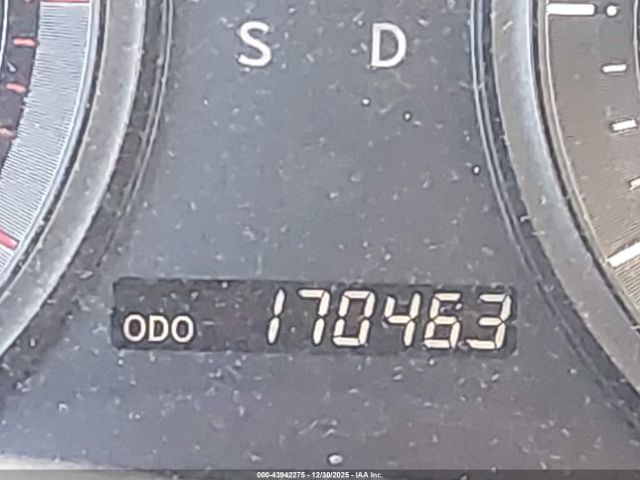 S D
ODO 170463
000-43942275 - 12/30/2025 - IAA Inc.